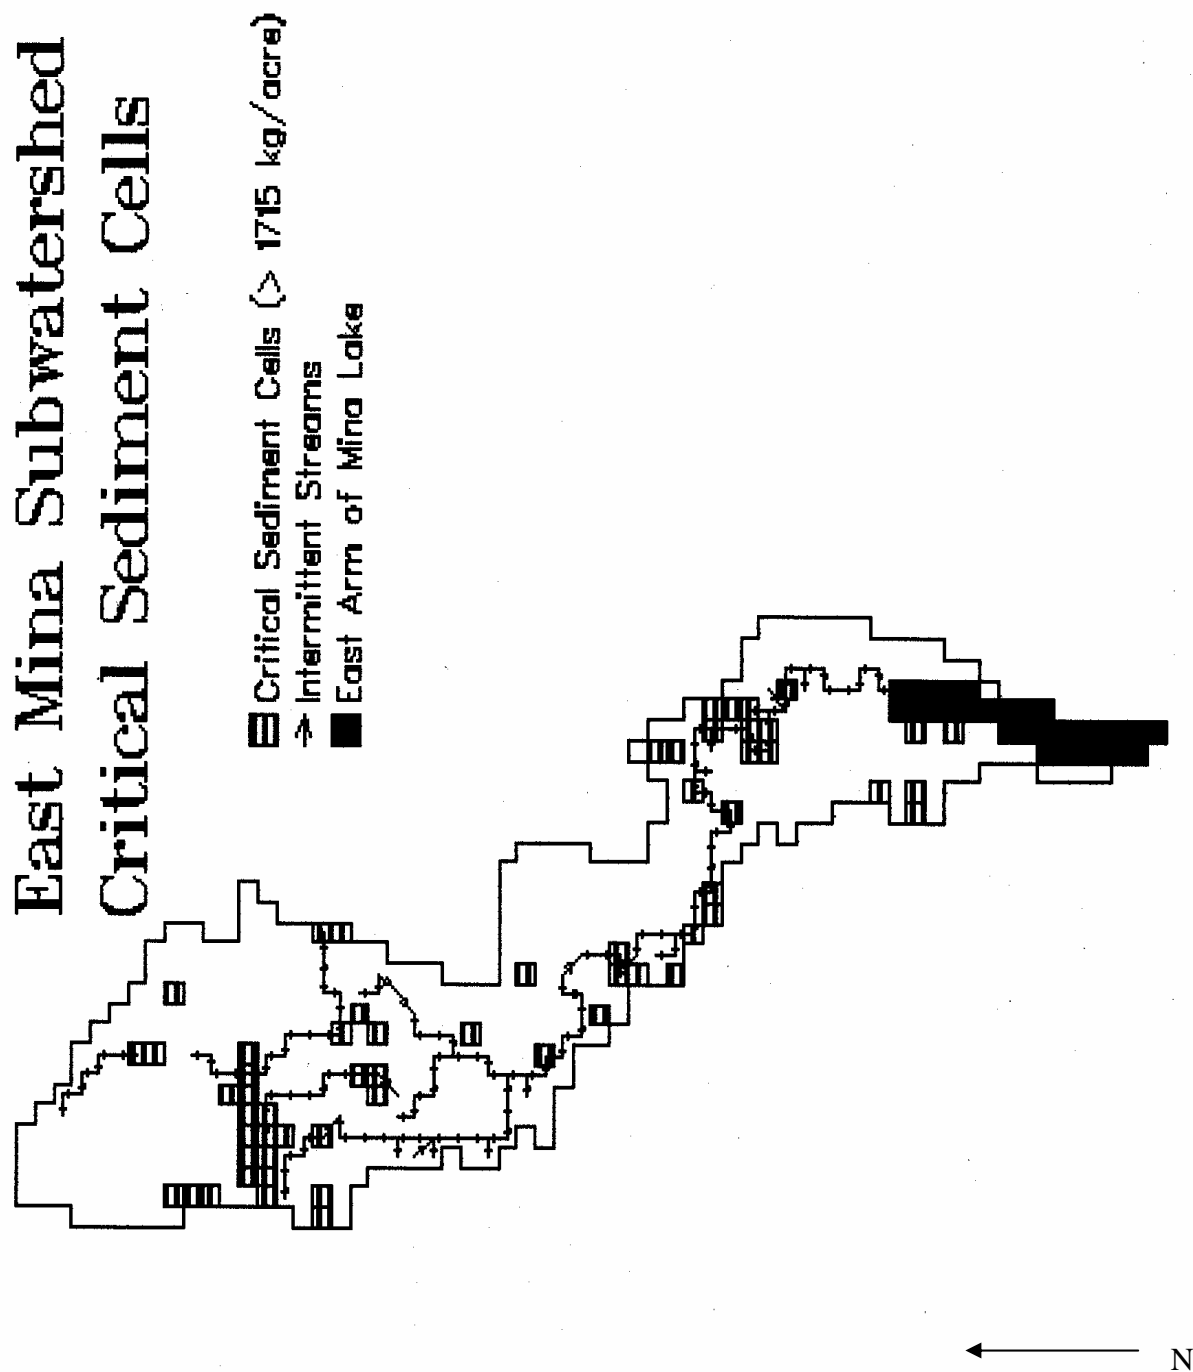 East Mina Subwatershed
Critical Sediment Cells
Critical Sediment Cells (> 1715 kg/acre)
Intermittent Streams
East Arm of Mina Lake
N